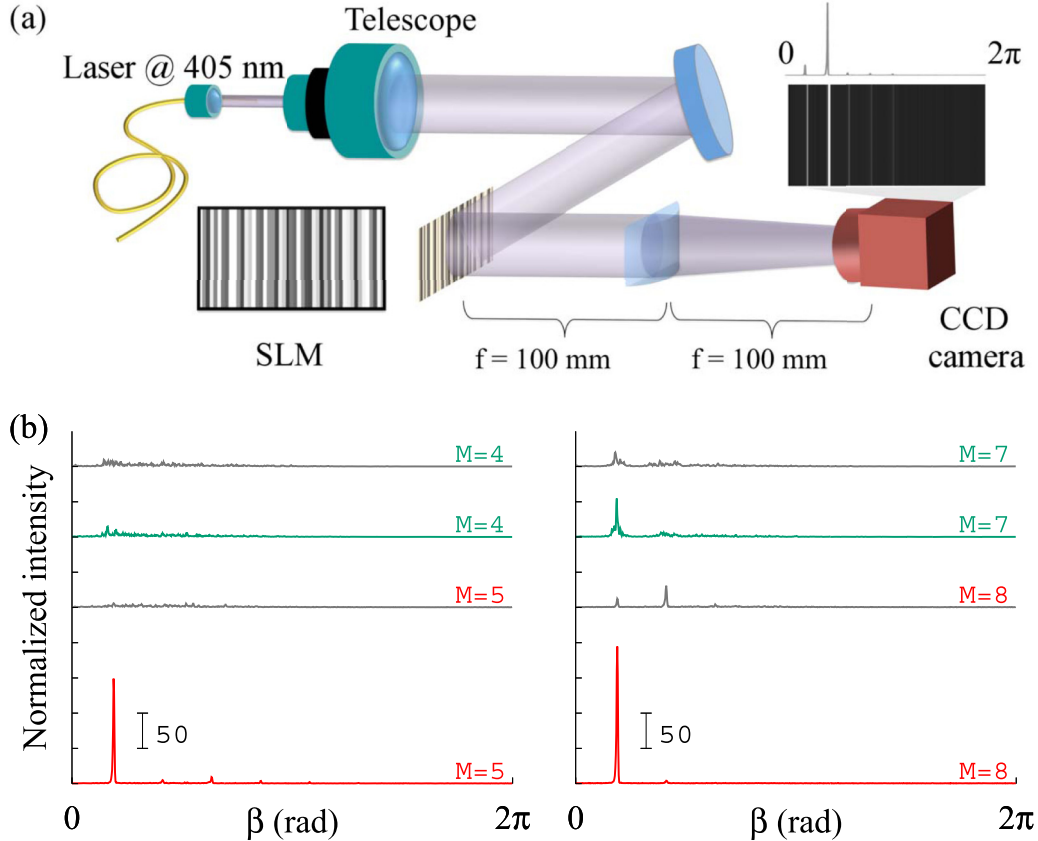 (a)
Telescope
Laser @ 405 nm
0 2π
SLM
f = 100 mm
f = 100 mm
CCD
camera
(b)
Normalized intensity
M=4
M=4
M=5
50
M=5
0 β (rad) 2π
M=7
M=7
M=8
50
M=8
0 β (rad) 2π